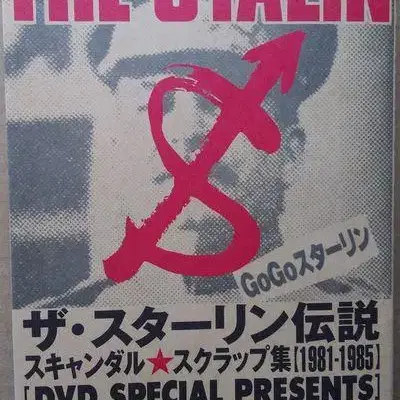 THE STALIN
GoGoスターリン
ザ・スターリン伝説
スキャンダル★スクラップ集[1981-1985]
[DVD SPECIAL PRESENTS]